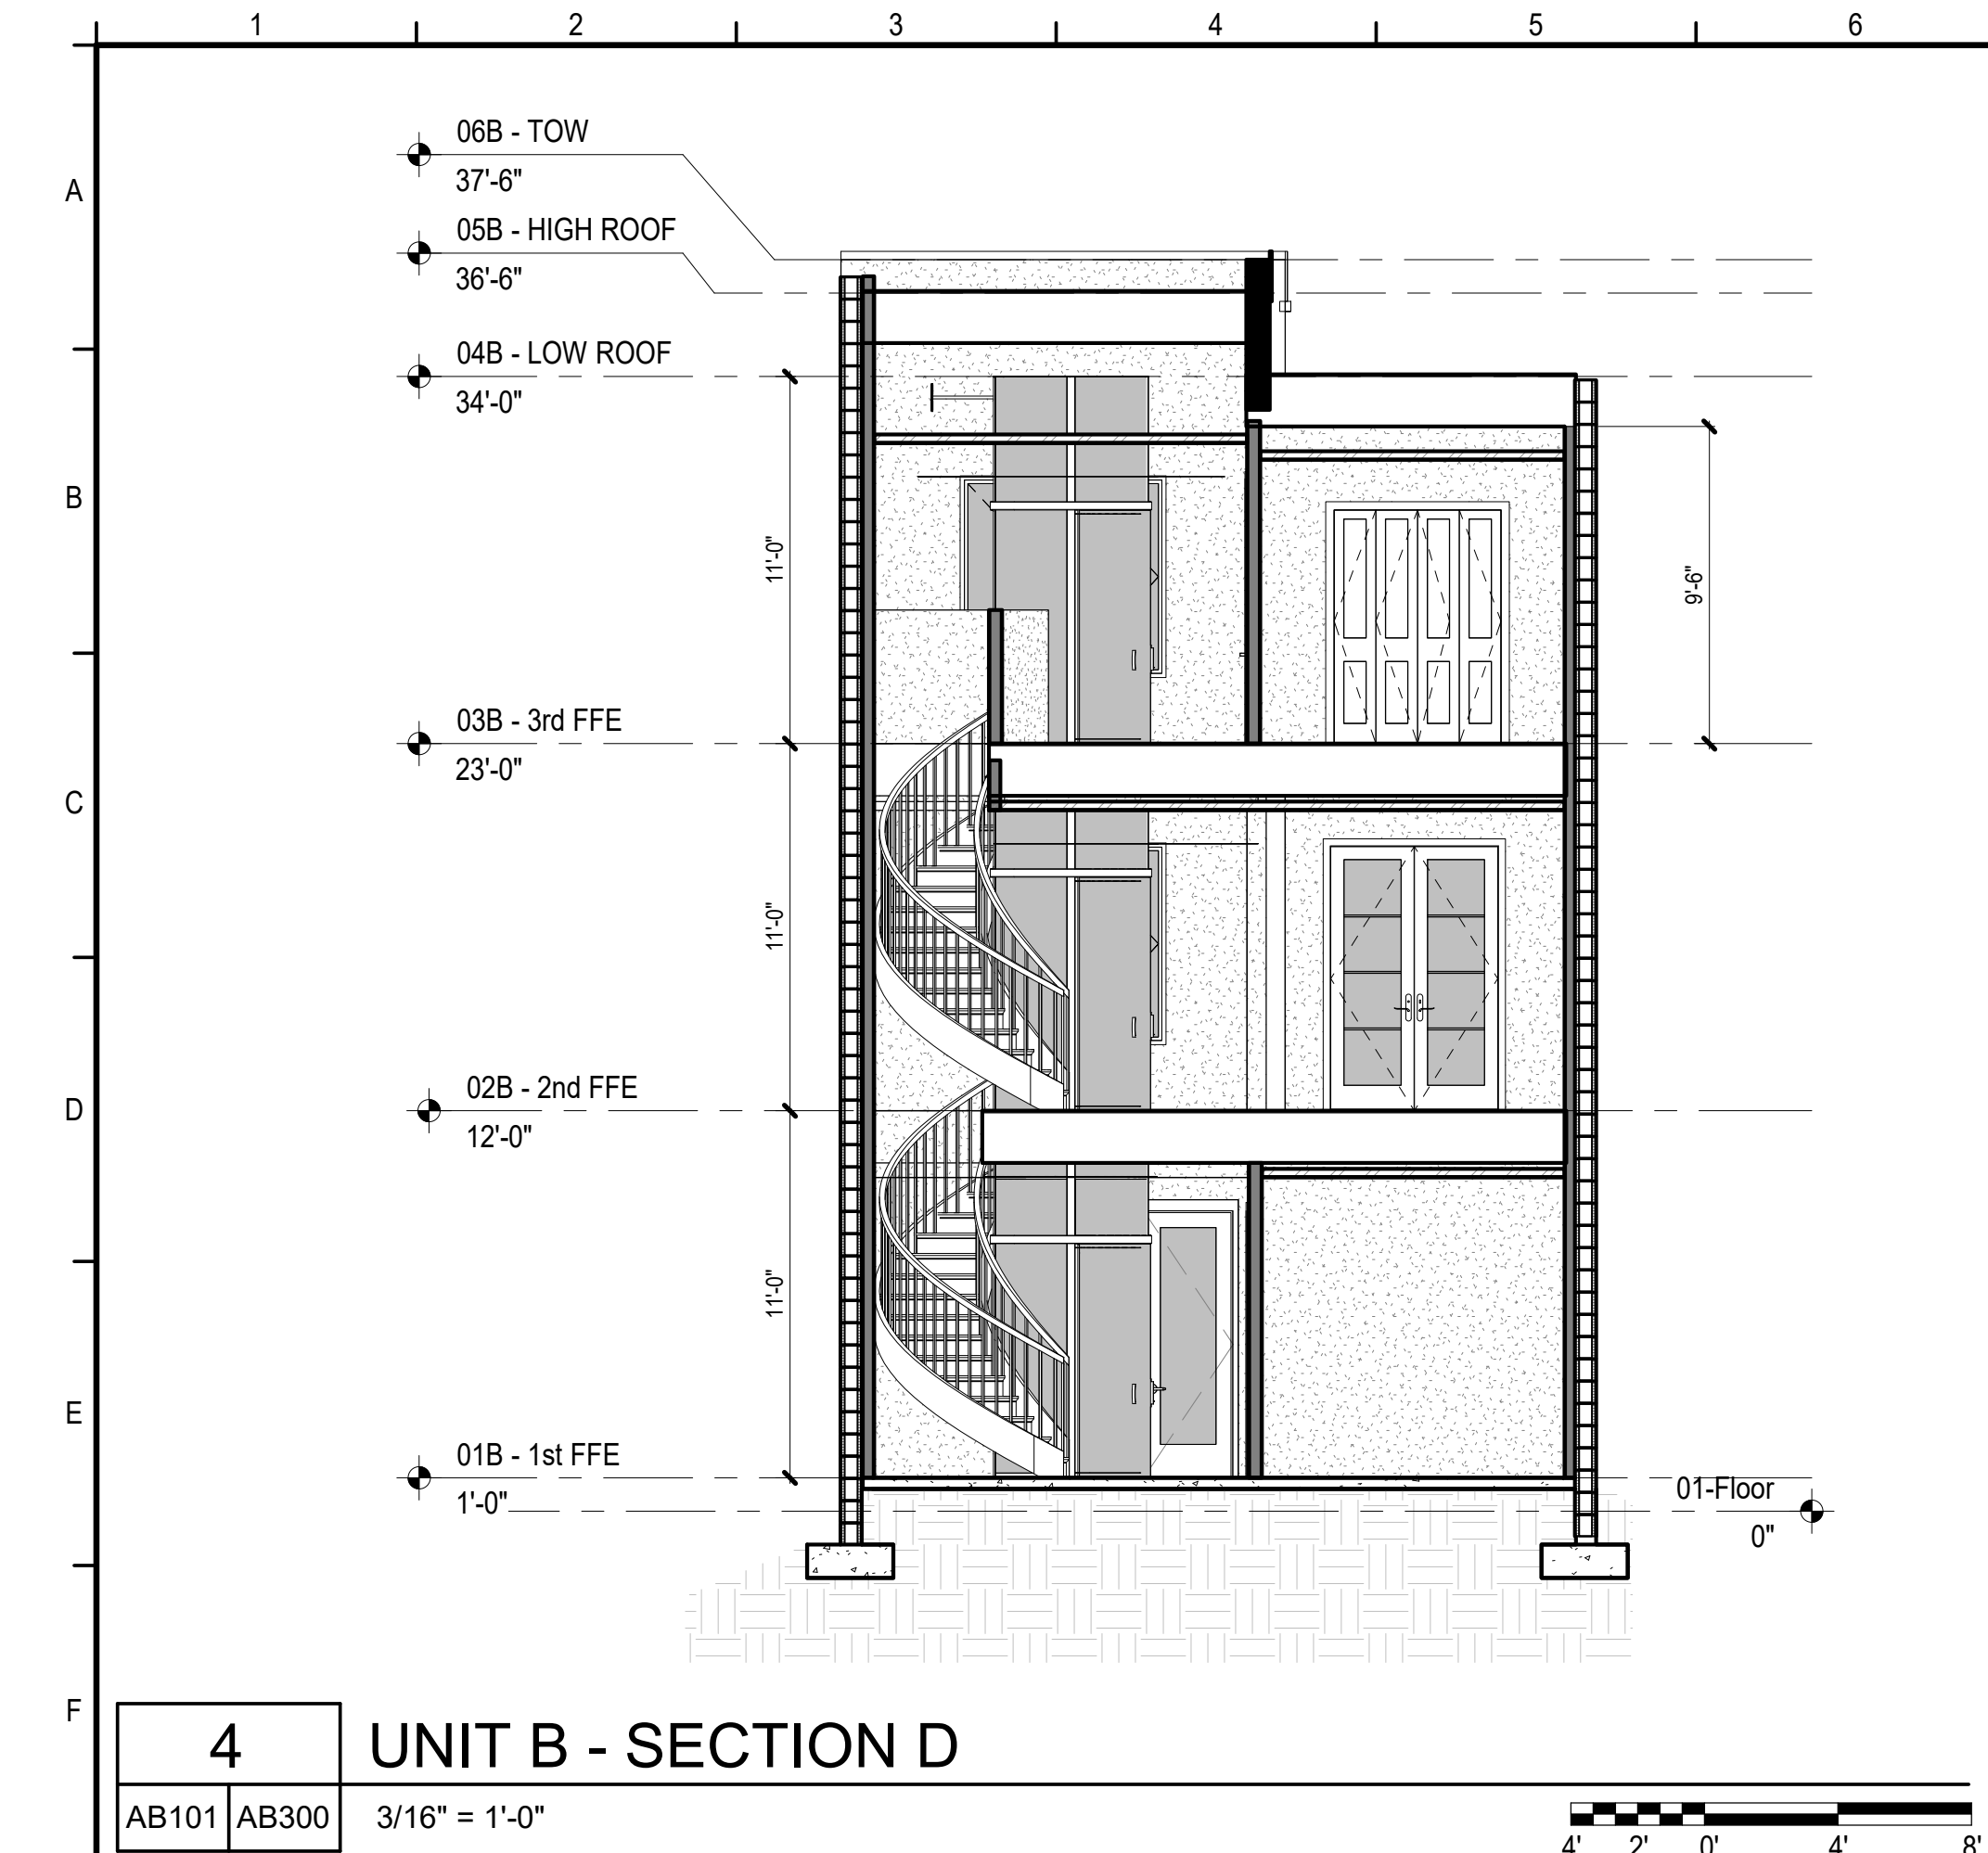 1 2 3 4 5 6
A
B
C
D
E
F
06B - TOW
37'-6"
05B - HIGH ROOF
36'-6"
04B - LOW ROOF
34'-0"
11'-0"
9'-6"
03B - 3rd FFE
23'-0"
11'-0"
02B - 2nd FFE
12'-0"
11'-0"
01B - 1st FFE
1'-0"
01-Floor
0"
4
UNIT B - SECTION D
AB101 AB300
3/16" = 1'-0"
4' 2' 0' 4' 8'